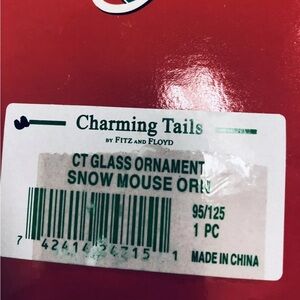 Charming Tails
BY FITZ AND FLOYD
CT GLASS ORNAMENT
SNOW MOUSE ORN
95/125
1 PC
MADE IN CHINA